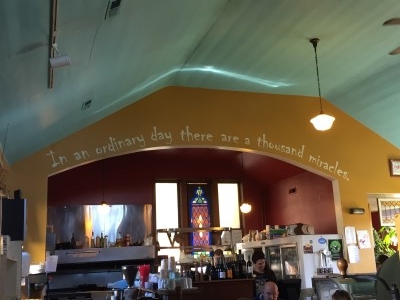 In an ordinary day there are a thousand miracles.